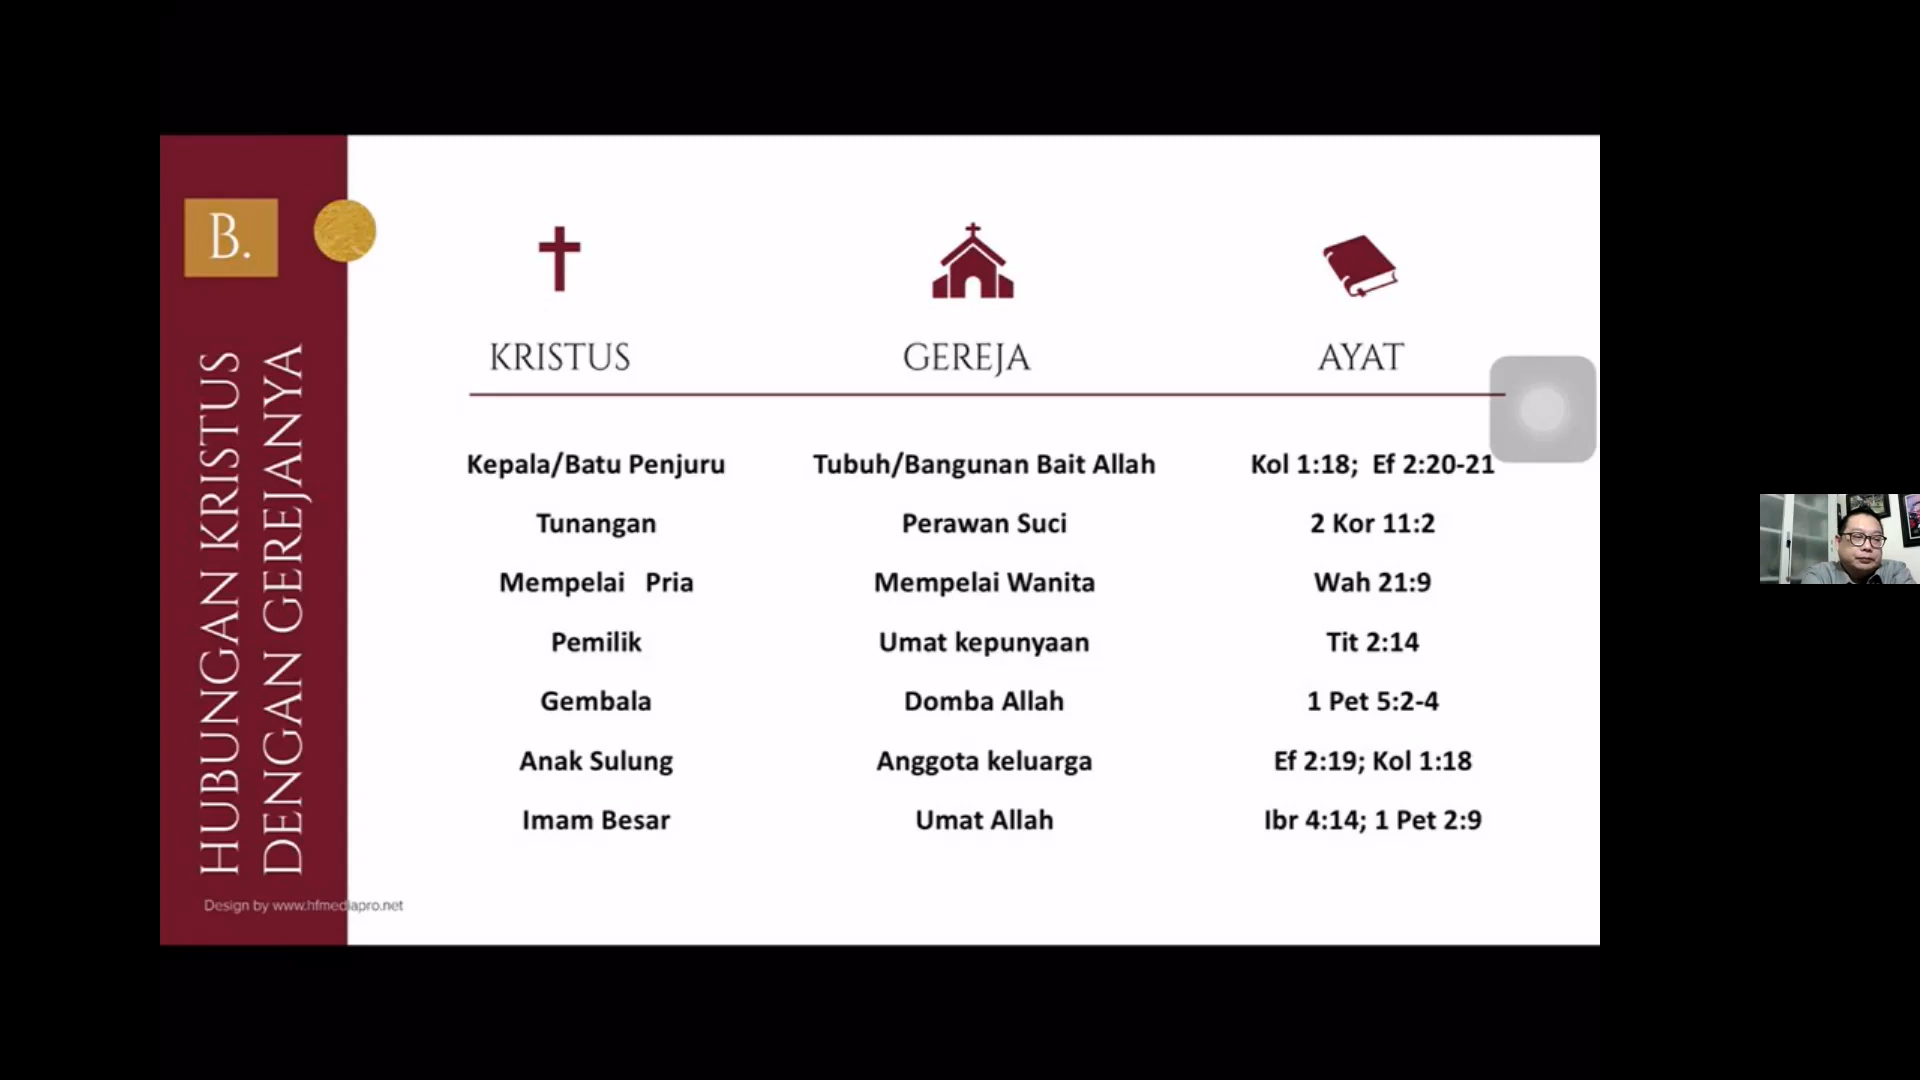 B.
HUBUNGAN KRISTUS
DENGAN GEREJANYA
KRISTUS GEREJA AYAT
Kepala/Batu Penjuru Tubuh/Bangunan Bait Allah Kol 1:18; Ef 2:20-21
Tunangan Perawan Suci 2 Kor 11:2
Mempelai Pria Mempelai Wanita Wah 21:9
Pemilik Umat kepunyaan Tit 2:14
Gembala Domba Allah 1 Pet 5:2-4
Anak Sulung Anggota keluarga Ef 2:19; Kol 1:18
Imam Besar Umat Allah Ibr 4:14; 1 Pet 2:9
Design by www.hfmediapro.net